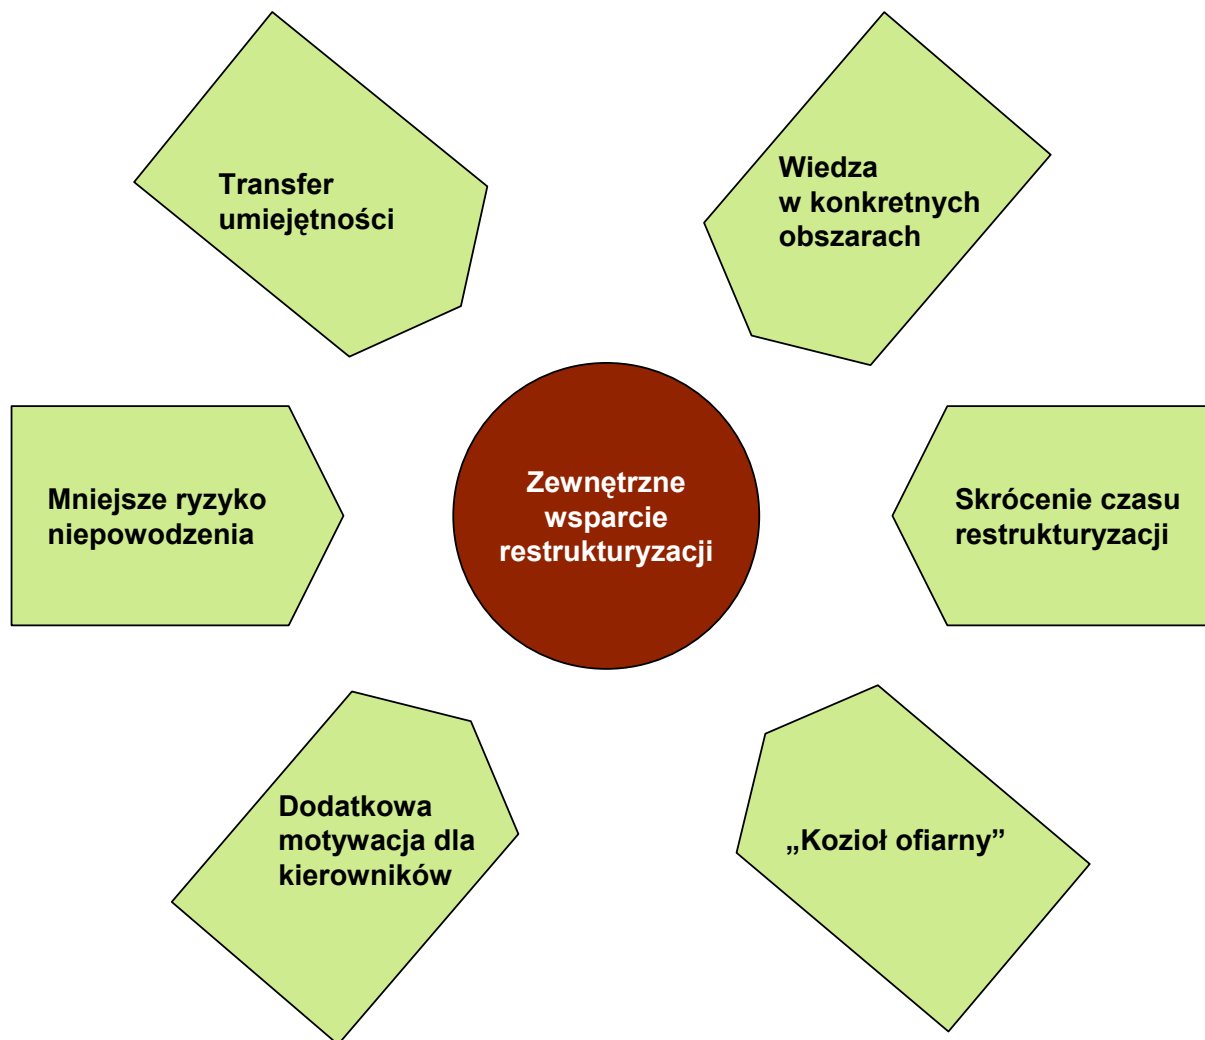 Transfer
umiejętności
Wiedza
w konkretnych
obszarach
Mniejsze ryzyko
niepowodzenia
Zewnętrzne
wsparcie
restrukturyzacji
Skrócenie czasu
restrukturyzacji
Dodatkowa
motywacja dla
kierowników
„Kozioł ofiarny”